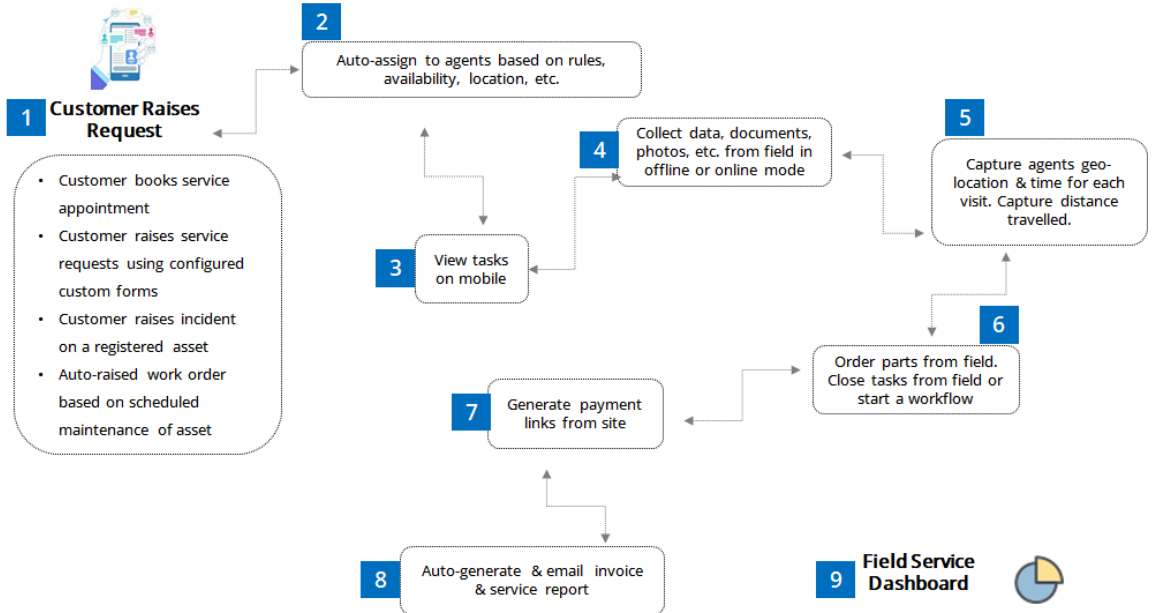 1
Customer Raises
Request
• Customer books service
appointment
• Customer raises service
requests using configured
custom forms
• Customer raises incident
on a registered asset
• Auto-raised work order
based on scheduled
maintenance of asset
2
Auto-assign to agents based on rules,
availability, location, etc.
3
View tasks
on mobile
4
Collect data, documents,
photos, etc. from field in
offline or online mode
5
Capture agents geo-
location & time for each
visit. Capture distance
travelled.
6
Order parts from field.
Close tasks from field or
start a workflow
7
Generate payment
links from site
8
Auto-generate & email invoice
& service report
9
Field Service
Dashboard